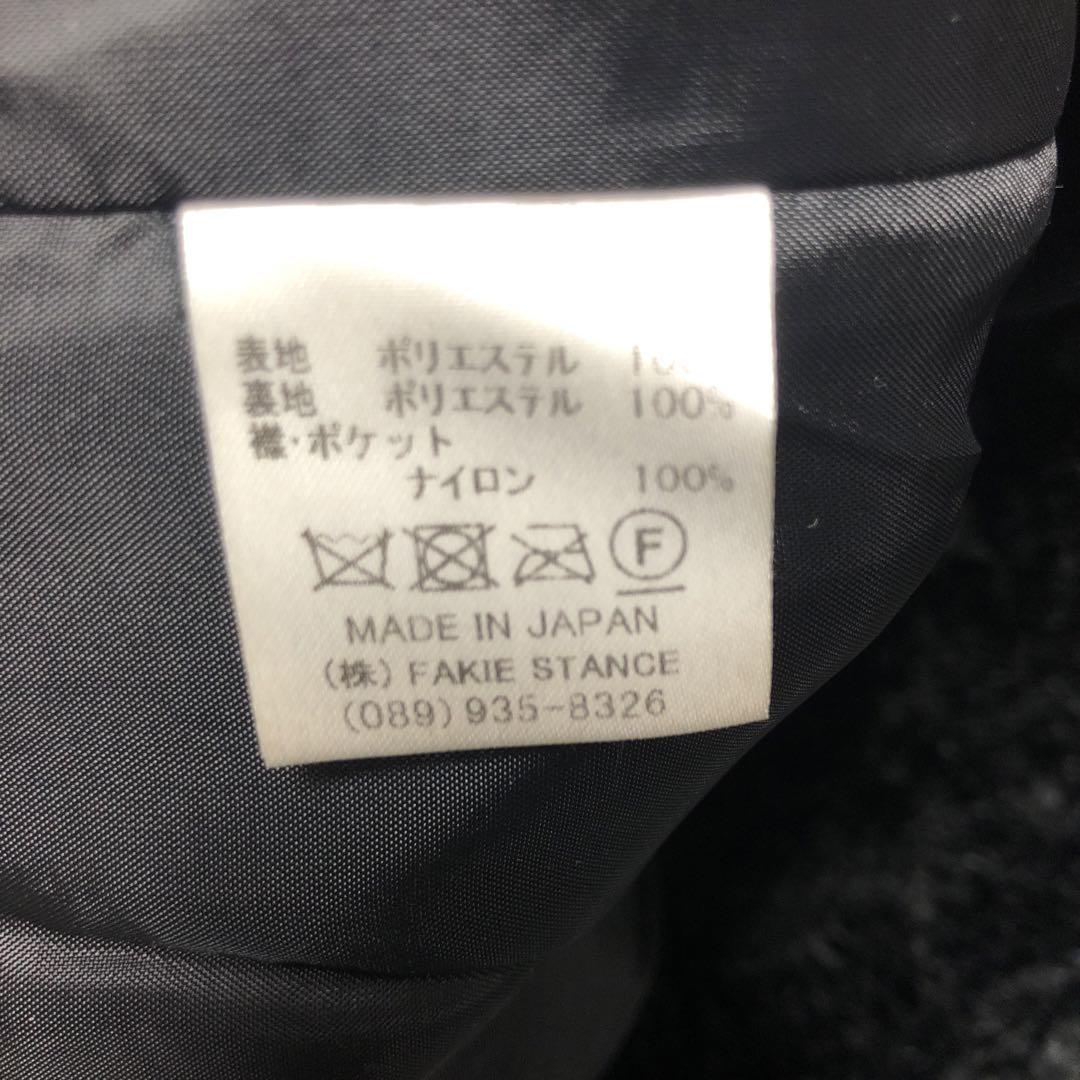 表地 ポリエステル
裏地 ポリエステル 100%
襟・ポケット
ナイロン 100%
F
MADE IN JAPAN
(株) FAKIE STANCE
(089) 935-8326